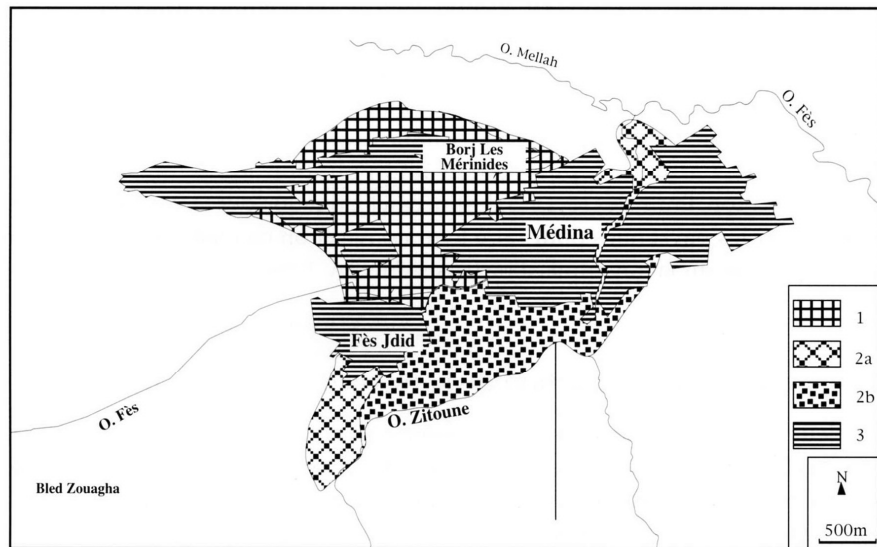 O. Mellah
O. Fès
Borj Les
Mérinides
Médina
Fès Jdid
O. Zitoune
O. Fès
Bled Zouagha
1
2a
2b
3
N
500m